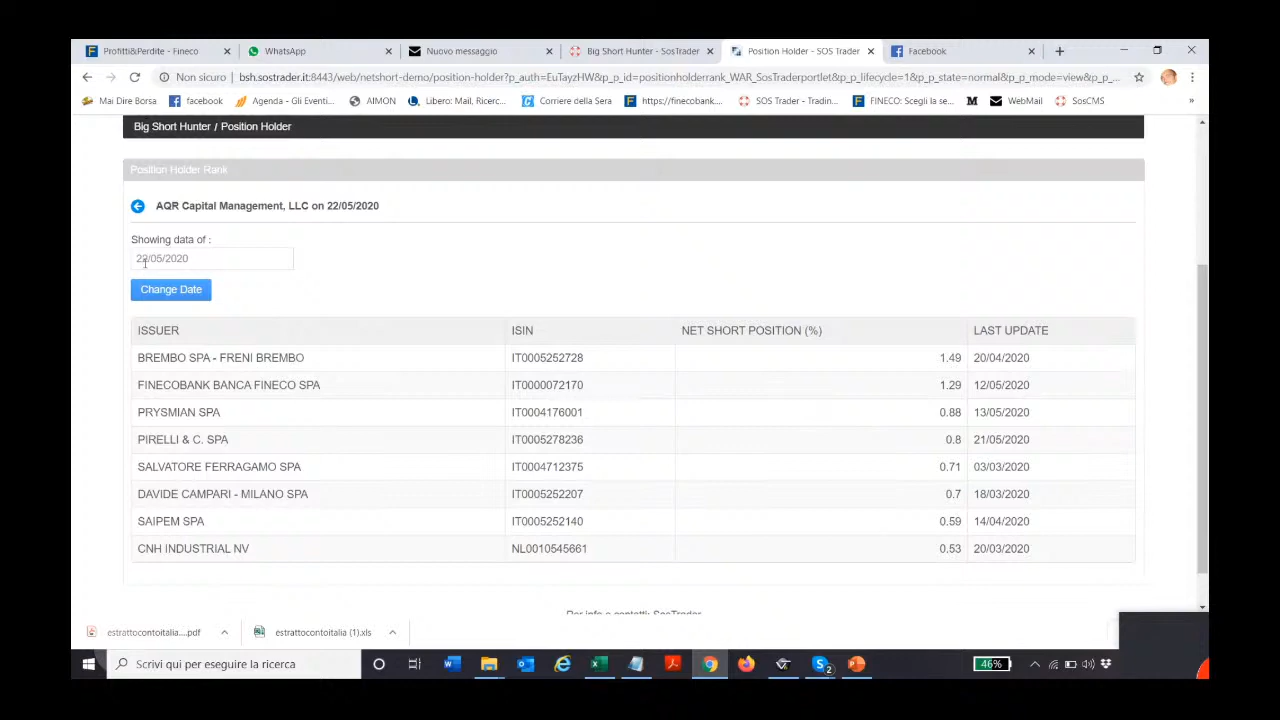 Profitti&Perdite - Fineco
WhatsApp
Nuovo messaggio
Big Short Hunter - SosTrader
Position Holder - SOS Trader
Facebook
Non sicuro
bsh.sostrader.it:8443/web/netshort-demo/position-holder?p_auth=EuTayzHW&p_p_id=positionholderrank_WAR_SosTraderportlet&p_p_lifecycle=1&p_p_state=normal&p_p_mode=view&p_p_...
Mai Dire Borsa
facebook
Agenda - Gli Eventi...
AIMON
Libero: Mail, Ricerc...
Corriere della Sera
https://finecobank....
SOS Trader - Tradin...
FINECO: Scegli la se...
M
WebMail
SosCMS
»
Big Short Hunter / Position Holder
Position Holder Rank
AQR Capital Management, LLC on 22/05/2020
Showing data of :
22/05/2020
Change Date
ISSUER ISIN NET SHORT POSITION (%) LAST UPDATE
BREMBO SPA - FRENI BREMBO IT0005252728 1.49 20/04/2020
FINECOBANK BANCA FINECO SPA IT0000072170 1.29 12/05/2020
PRYSMIAN SPA IT0004176001 0.88 13/05/2020
PIRELLI & C. SPA IT0005278236 0.8 21/05/2020
SALVATORE FERRAGAMO SPA IT0004712375 0.71 03/03/2020
DAVIDE CAMPARI - MILANO SPA IT0005252207 0.7 18/03/2020
SAIPEM SPA IT0005252140 0.59 14/04/2020
CNH INDUSTRIAL NV NL0010545661 0.53 20/03/2020
Per info e contatti: SosTrader
estrattocontoitalia....pdf
estrattocontoitalia (1).xls
Scrivi qui per eseguire la ricerca
2
46%